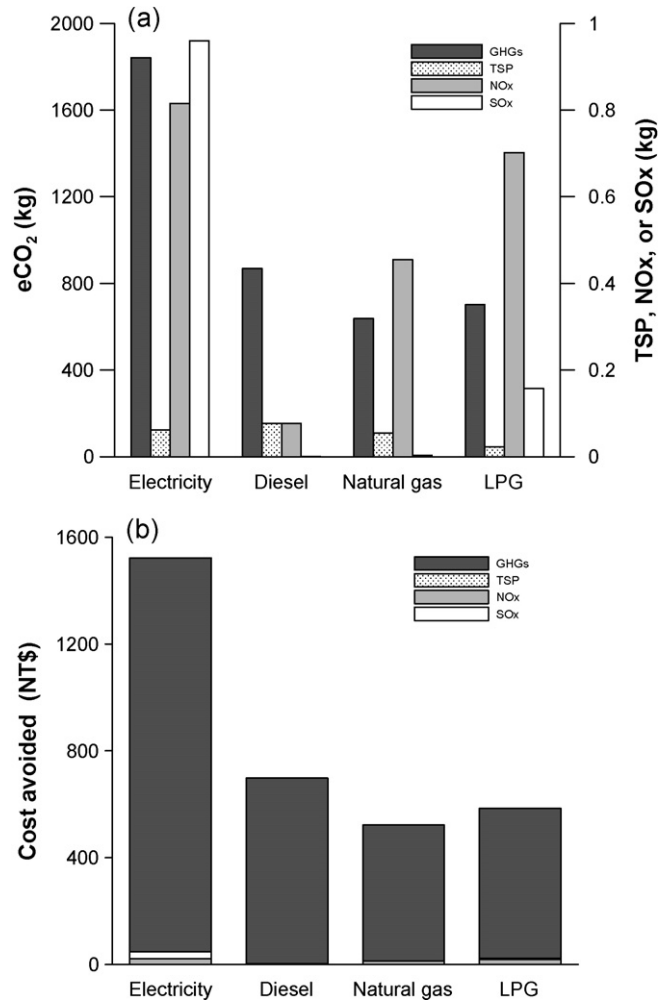 (a)
2000
1600
1200
800
400
0
eCO₂ (kg)
1
0.8
0.6
0.4
0.2
0
TSP, NOx, or SOx (kg)
GHGs
TSP
NOx
SOx
Electricity Diesel Natural gas LPG
(b)
1600
1200
800
400
0
Cost avoided (NT$)
GHGs
TSP
NOx
SOx
Electricity Diesel Natural gas LPG